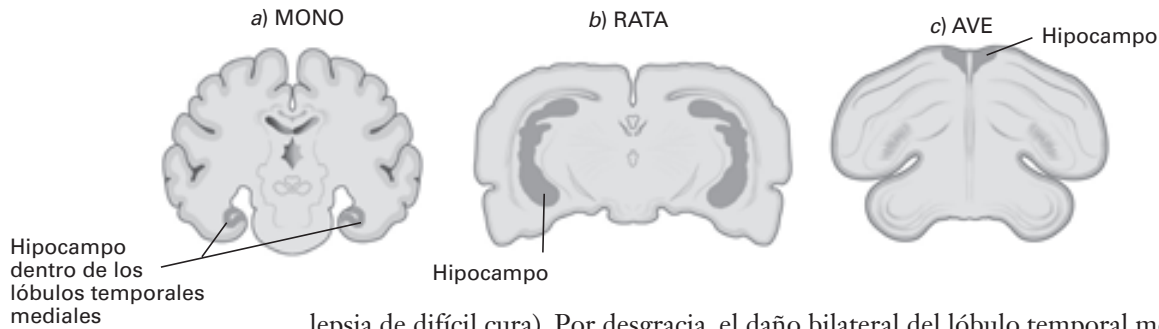 a) MONO
b) RATA
c) AVE
Hipocampo
Hipocampo
dentro de los
lóbulos temporales
mediales
Hipocampo
lepsia de difícil cura). Por desgracia, el daño bilateral del lóbulo temporal